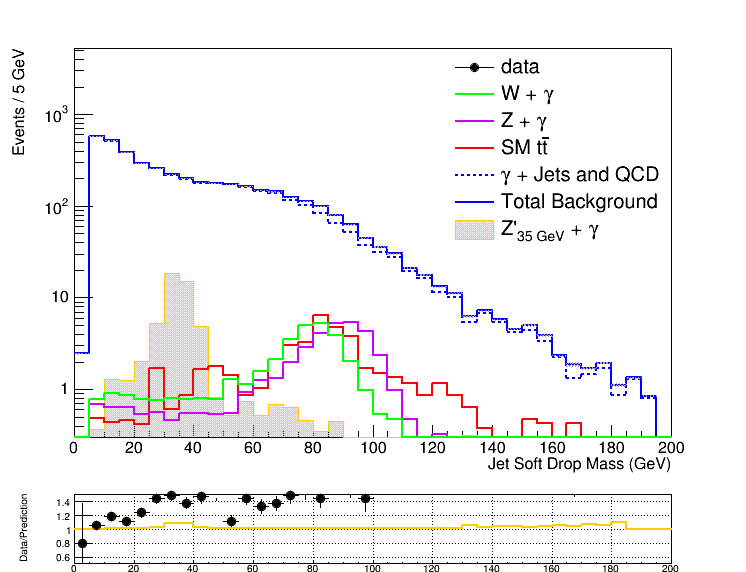 Events / 5 GeV
10³
10²
10
1
data
W + γ
Z + γ
SM tt̄
γ + Jets and QCD
Total Background
Z'35 GeV + γ
0 20 40 60 80 100 120 140 160 180 200
Jet Soft Drop Mass (GeV)
Data/Prediction
1.4
1.2
1
0.8
0.6
0 20 40 60 80 100 120 140 160 180 200